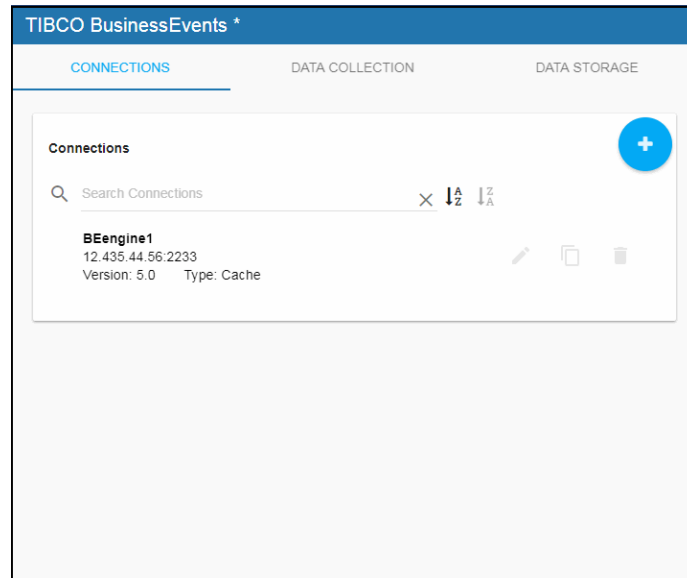 TIBCO BusinessEvents *
CONNECTIONS DATA COLLECTION DATA STORAGE
Connections
Search Connections
BEengine1
12.435.44.56:2233
Version: 5.0 Type: Cache